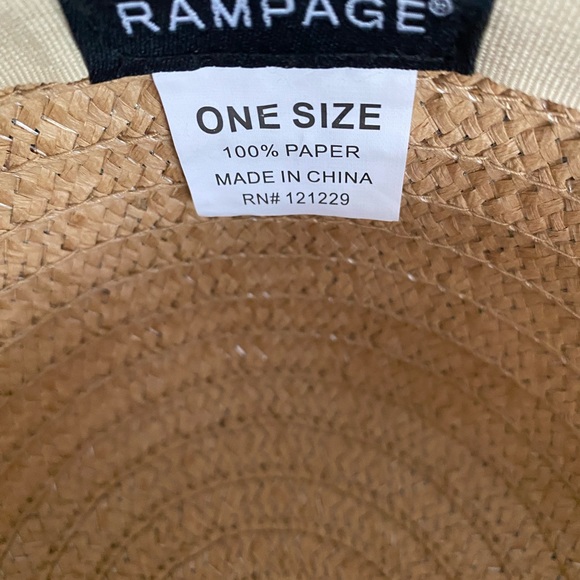 RAMPAGE®
ONE SIZE
100% PAPER
MADE IN CHINA
RN# 121229